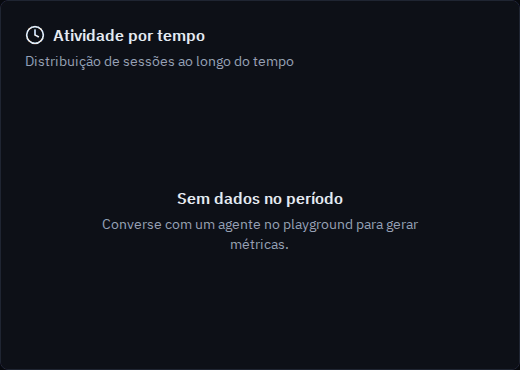 Atividade por tempo
Distribuição de sessões ao longo do tempo
Sem dados no período
Converse com um agente no playground para gerar
métricas.